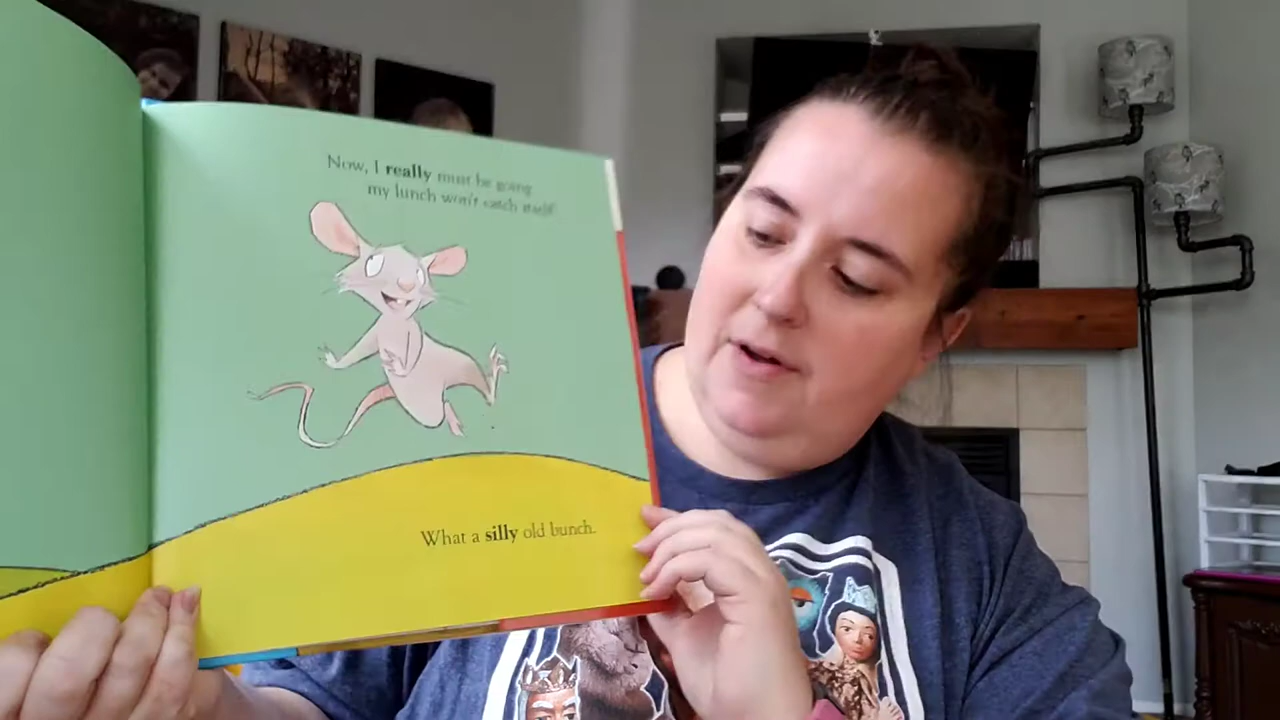 Now, I really must be going
my lunch won't catch itself
What a silly old bunch.